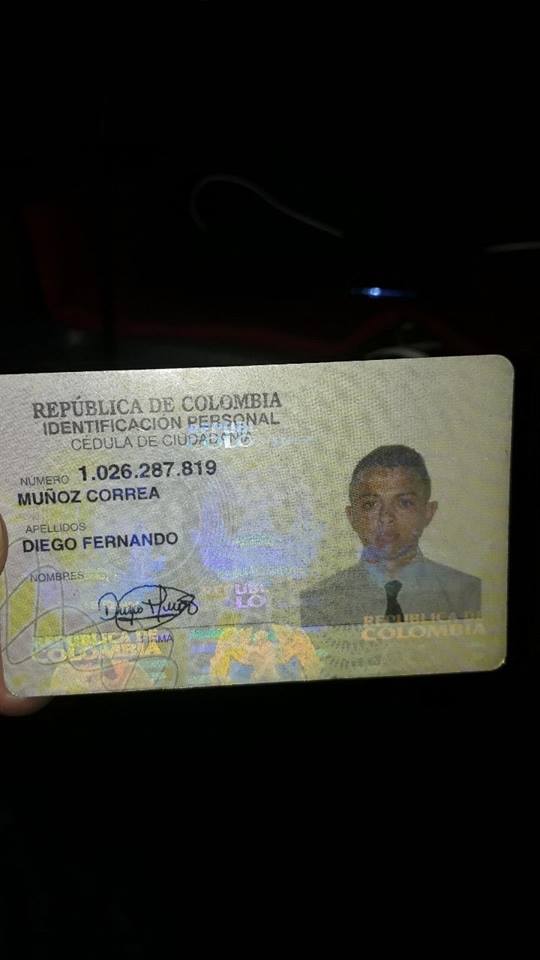 REPÚBLICA DE COLOMBIA
IDENTIFICACIÓN PERSONAL
CÉDULA DE CIUDADANÍA
NÚMERO 1.026.287.819
MUÑOZ CORREA
APELLIDOS
DIEGO FERNANDO
NOMBRES
Diego Muñoz
FIRMA
REPÚBLICA DE
COLOMBIA
REPÚBLICA DE
COLOMBIA